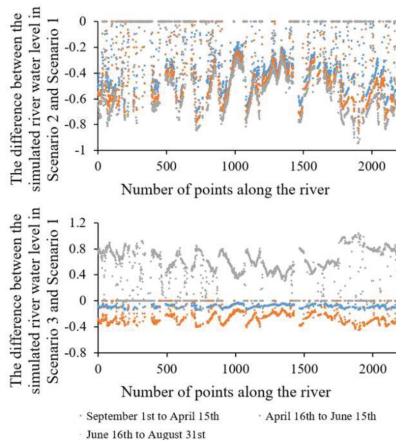 The difference between the
simulated river water level in
Scenario 2 and Scenario 1
0
-0.2
-0.4
-0.6
-0.8
-1
0 500 1000 1500 2000
Number of points along the river
The difference between the
simulated river water level in
Scenario 3 and Scenario 1
1.2
0.8
0.4
0
-0.4
-0.8
0 500 1000 1500 2000
Number of points along the river
September 1st to April 15th April 16th to June 15th
June 16th to August 31st